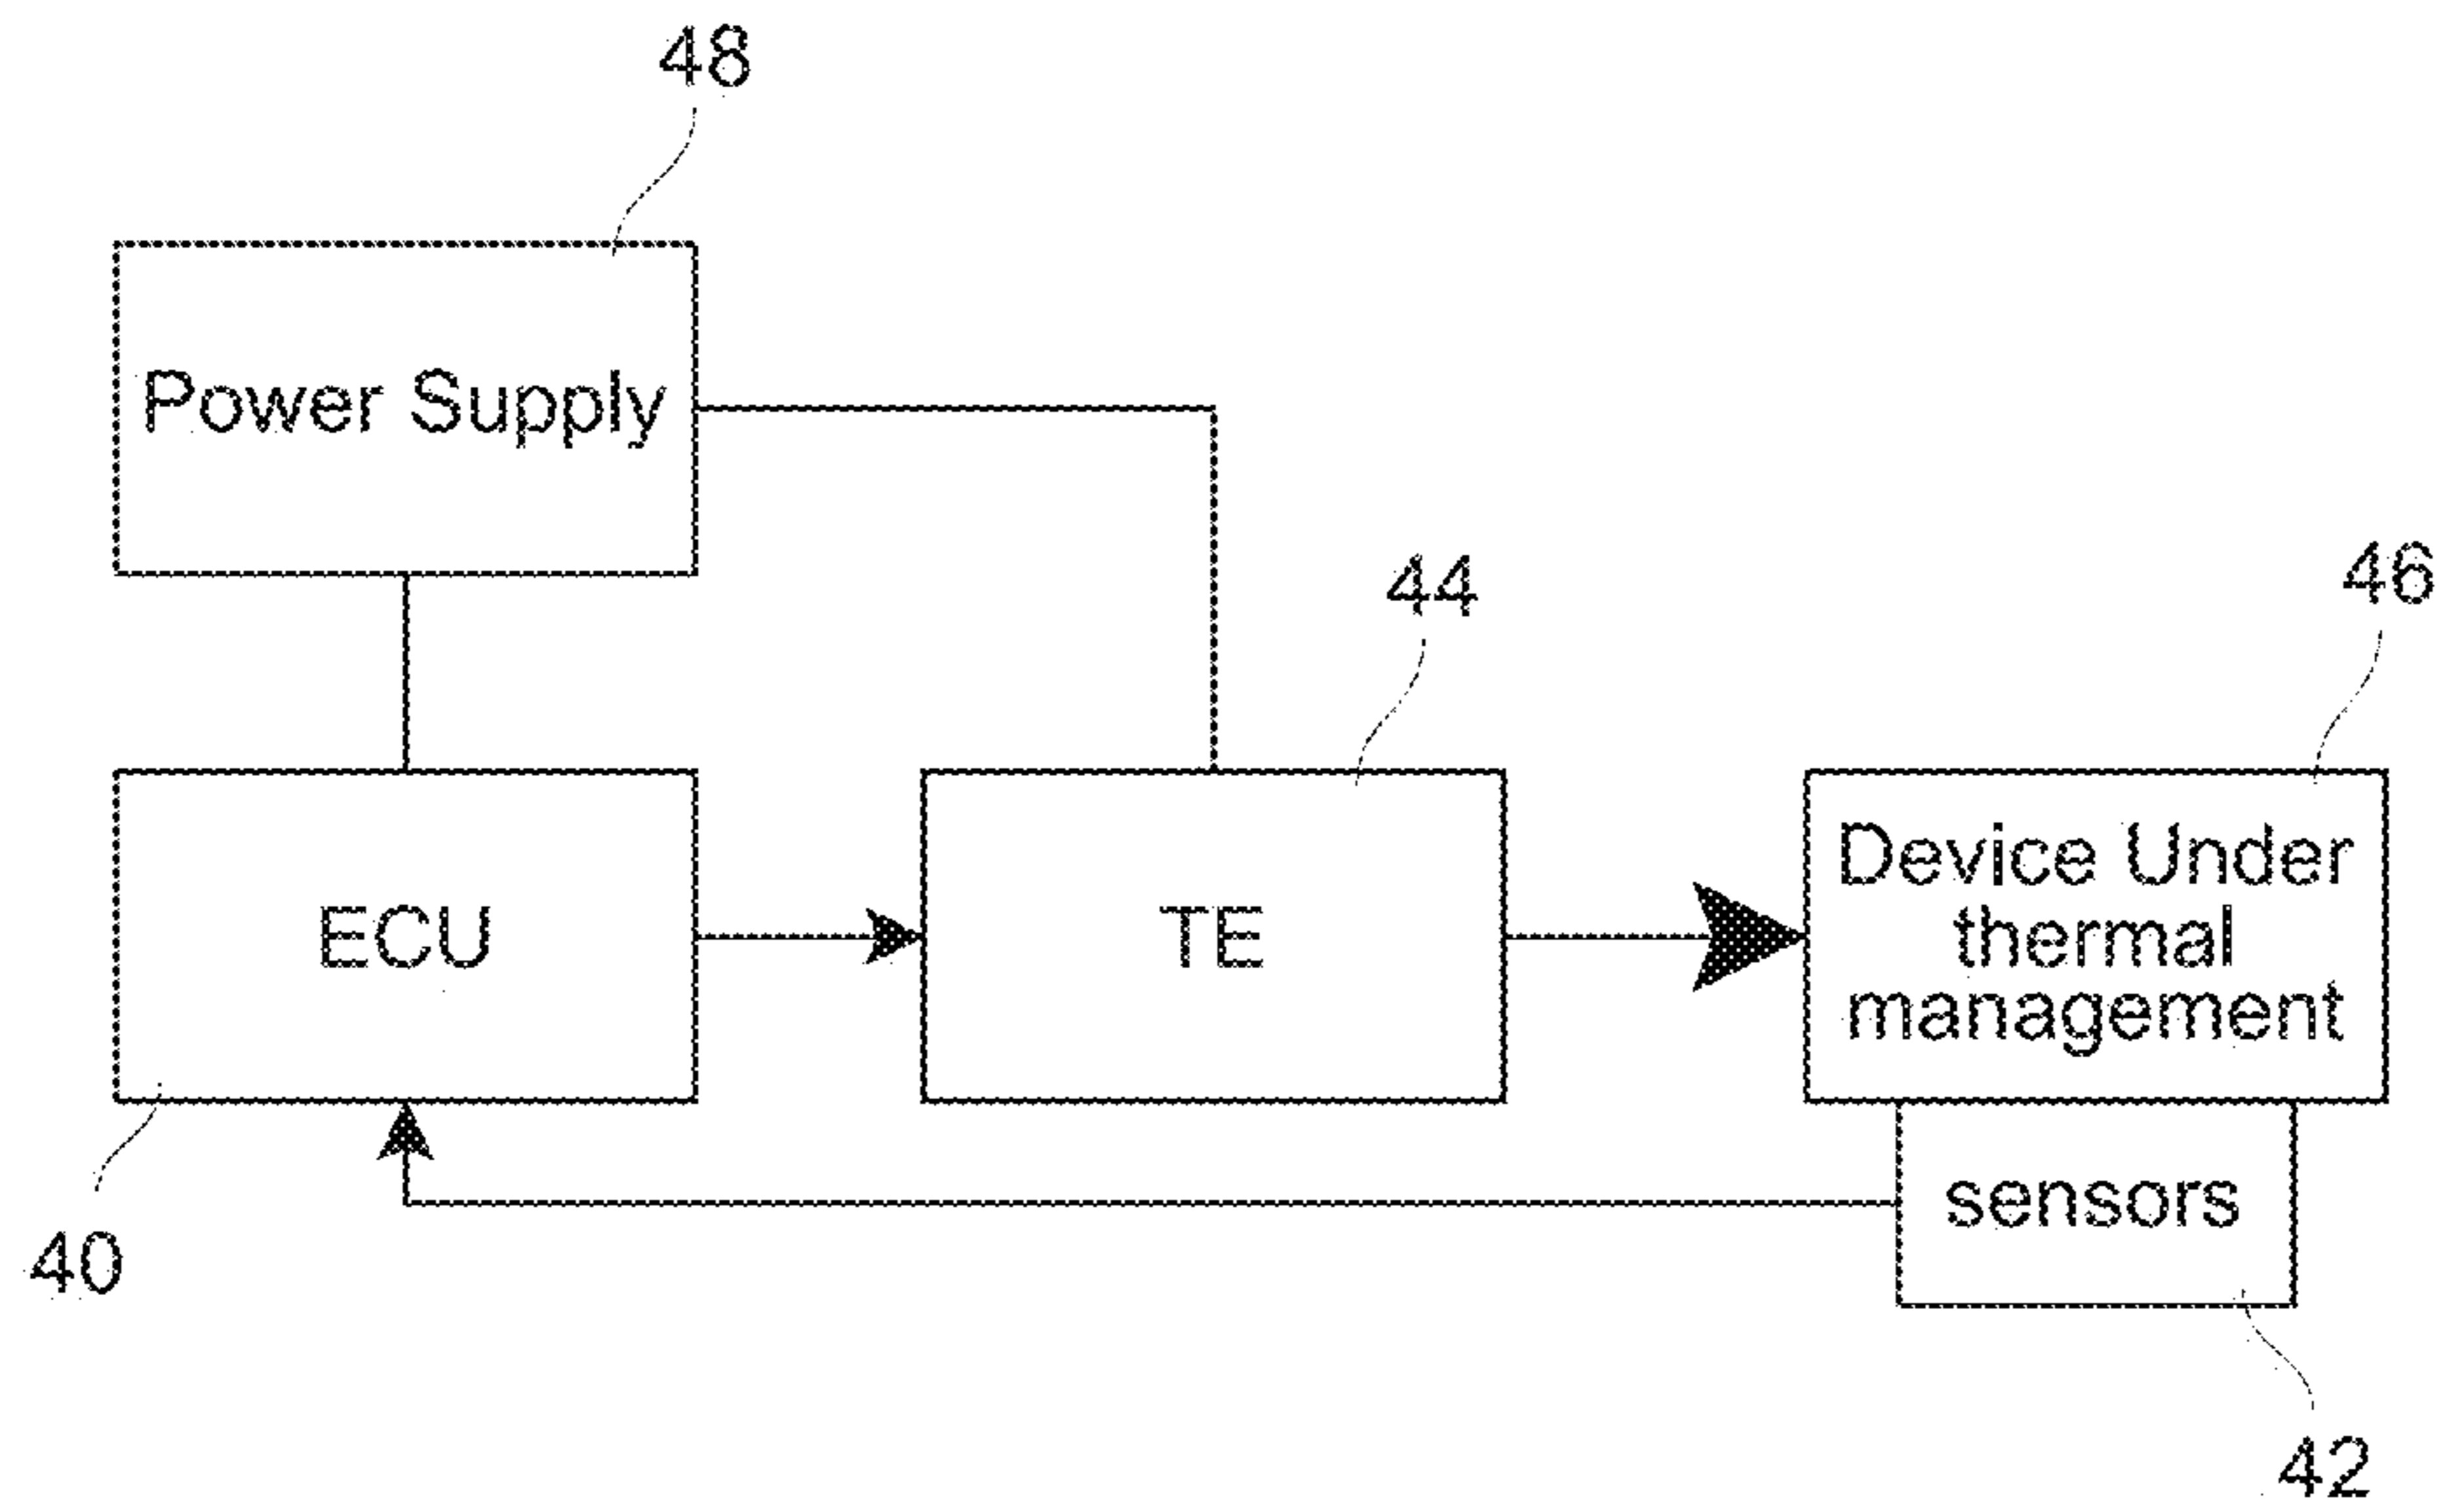 48
Power Supply
44
46
ECU
TE
Device Under
thermal
management
sensors
40
42